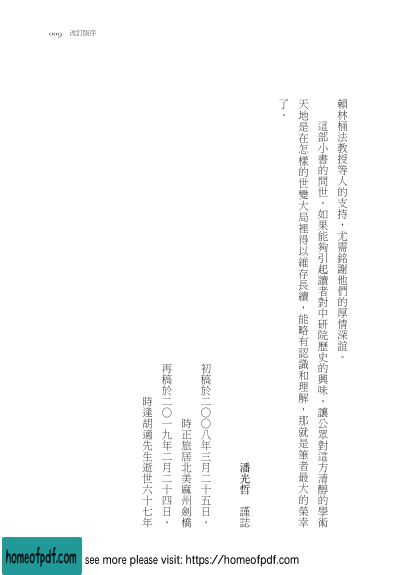 009 改訂版序
賴林桶法教授等人的支持，尤需銘謝他們的厚情深誼。
這部小書的問世，如果能夠引起讀者對中研院歷史的興味，讓公眾對這方清醇的學術
天地是在怎樣的世變大局裡得以維存長續，能略有認識和理解，那就是筆者最大的榮幸
了。
潘光哲 謹誌
初稿於二〇〇八年三月二十五日，
時正旅居北美麻州劍橋
再稿於二〇一九年二月二十四日，
時逢胡適先生逝世六十七年
homeofpdf.com
see more please visit: https://homeofpdf.com